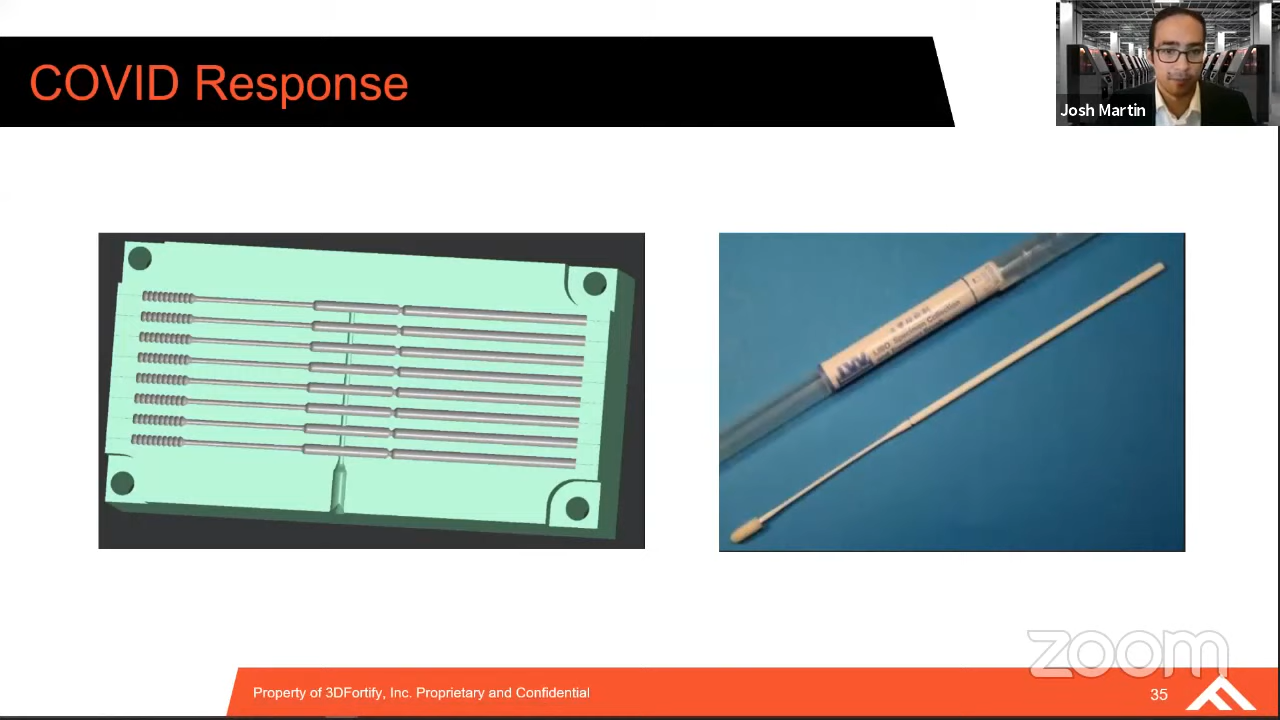 COVID Response
Josh Martin
zoom
Property of 3DFortify, Inc. Proprietary and Confidential
35